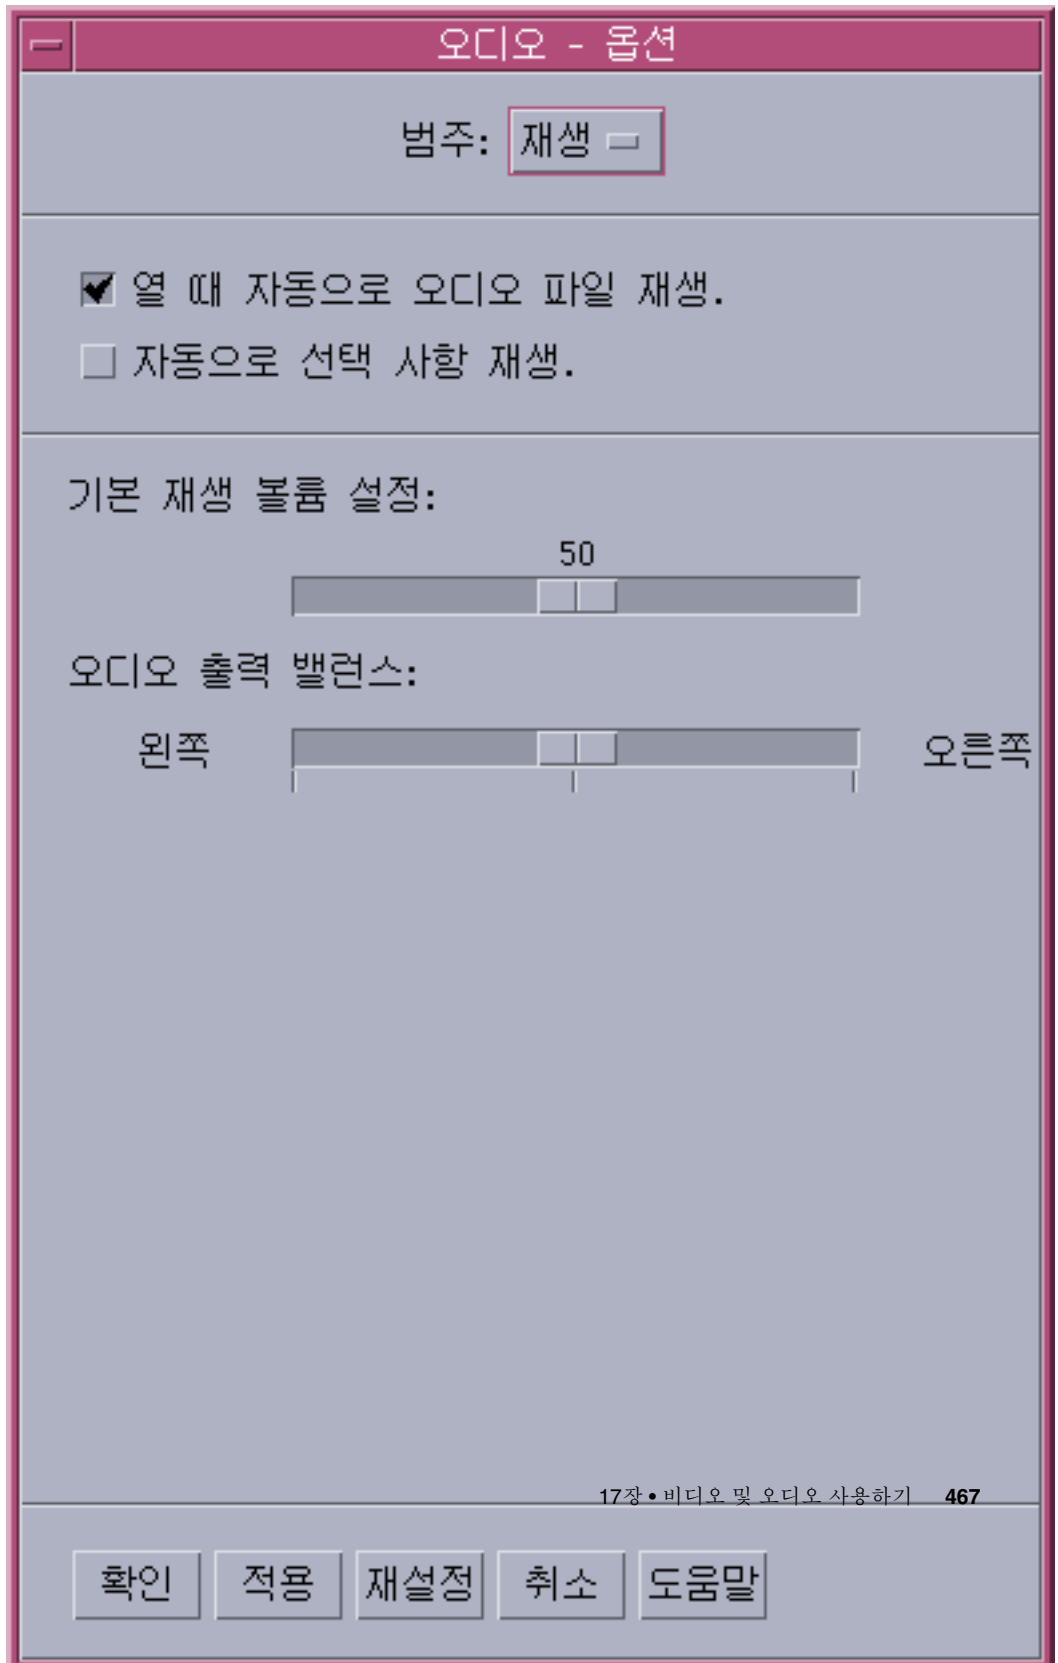 오디오 - 옵션
범주: 재생
열 때 자동으로 오디오 파일 재생.
자동으로 선택 사항 재생.
기본 재생 볼륨 설정:
50
오디오 출력 밸런스:
왼쪽 오른쪽
17장 • 비디오 및 오디오 사용하기 467
확인 적용 재설정 취소 도움말